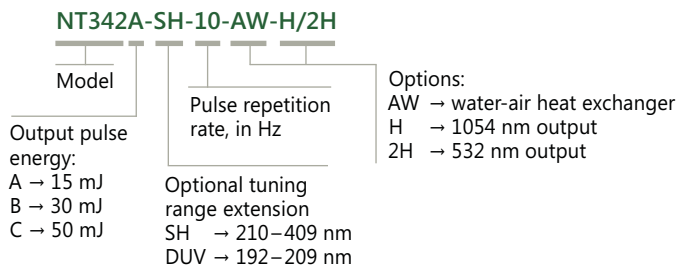 NT342A-SH-10-AW-H/2H
Model
Output pulse
energy:
A → 15 mJ
B → 30 mJ
C → 50 mJ
Optional tuning
range extension
SH → 210–409 nm
DUV → 192–209 nm
Pulse repetition
rate, in Hz
Options:
AW → water-air heat exchanger
H → 1054 nm output
2H → 532 nm output